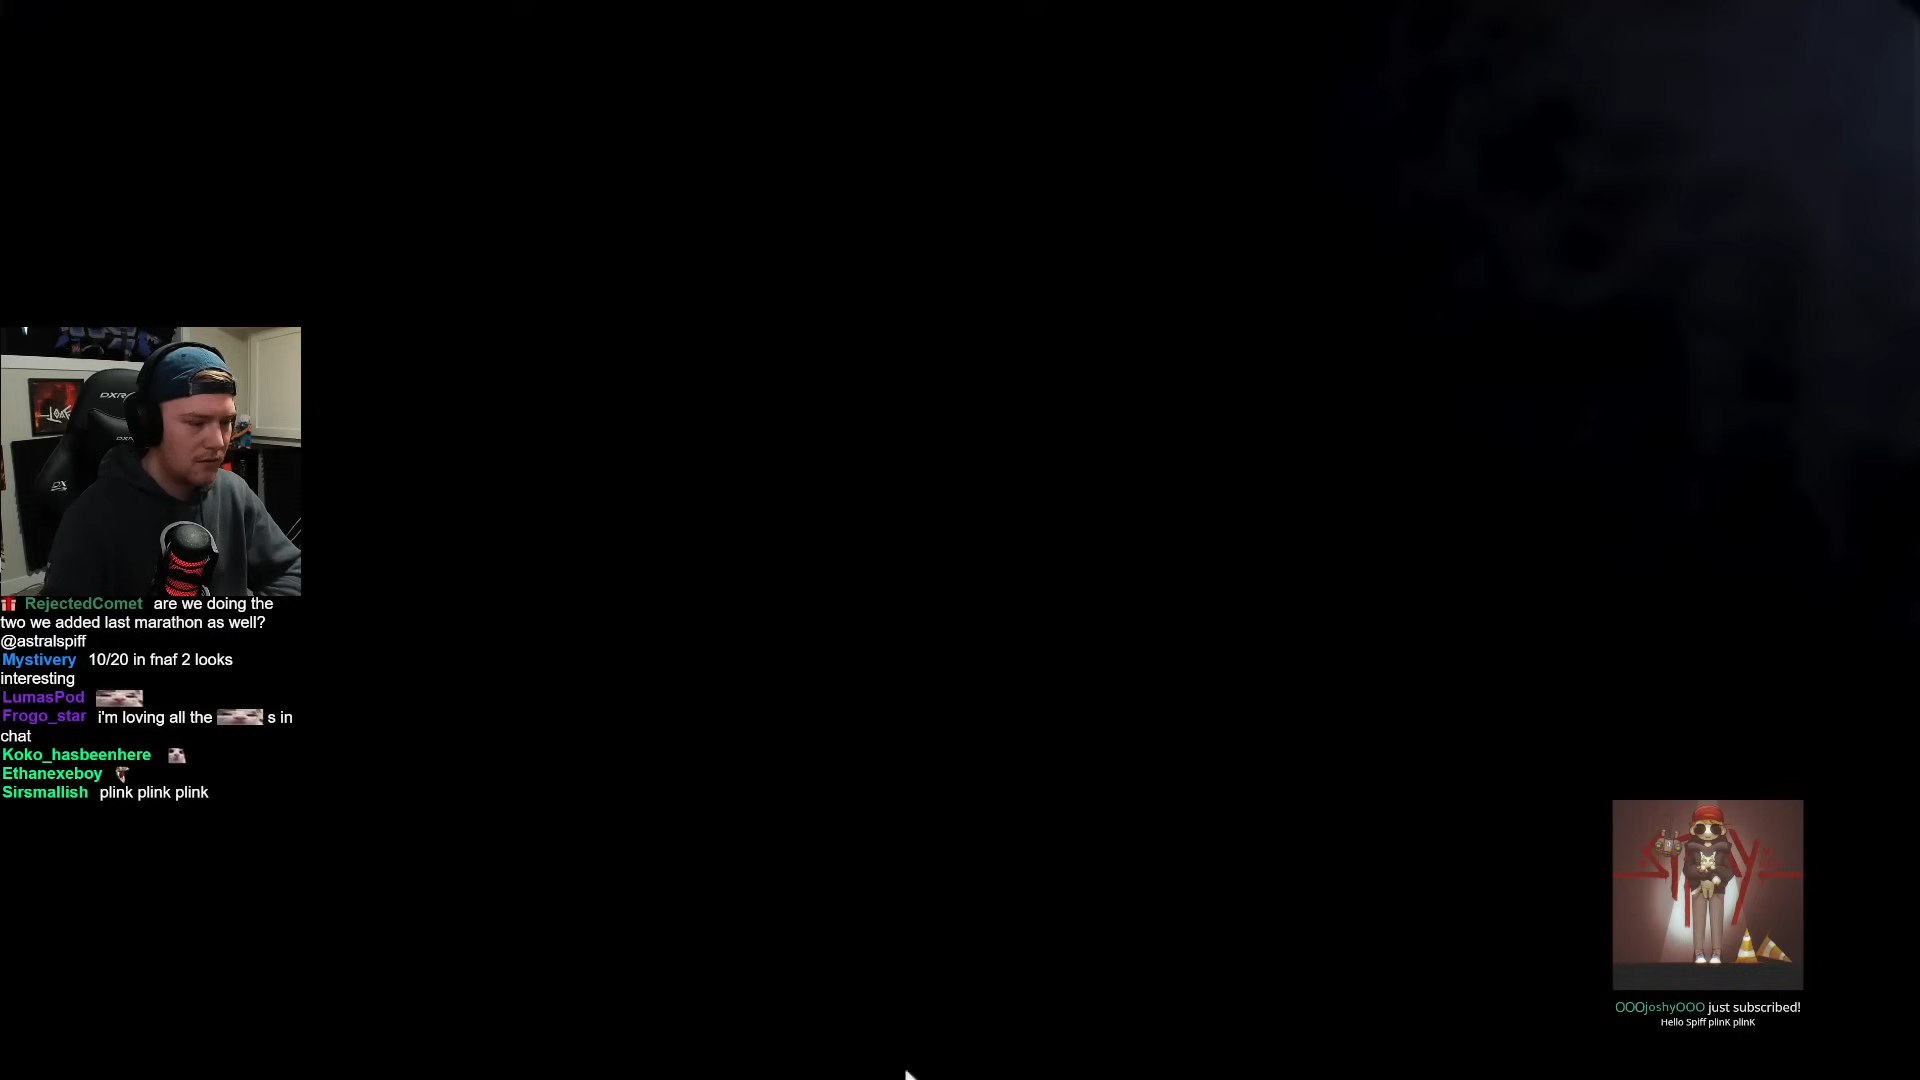 DXR
DX
RejectedComet are we doing the
two we added last marathon as well?
@astralspiff
Mystivery 10/20 in fnaf 2 looks
interesting
LumasPod
Frogo_star i'm loving all the s in
chat
Koko_hasbeenhere
Ethanexeboy
Sirsmallish plink plink plink
OOOjoshyOOO just subscribed!
Hello Spiff plinK plinK